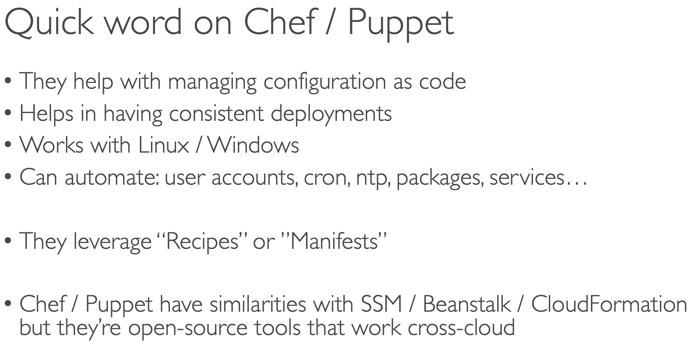 Quick word on Chef / Puppet
• They help with managing configuration as code
• Helps in having consistent deployments
• Works with Linux / Windows
• Can automate: user accounts, cron, ntp, packages, services…
• They leverage “Recipes” or ”Manifests”
• Chef / Puppet have similarities with SSM / Beanstalk / CloudFormation
but they’re open-source tools that work cross-cloud